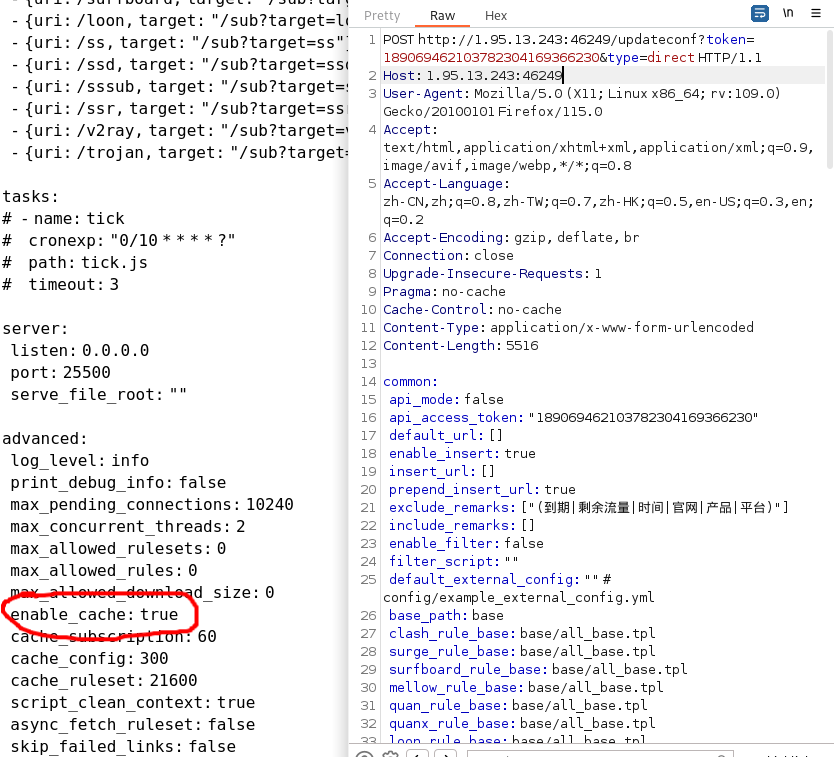 - {uri: /surfboard, target: "/sub?target=
- {uri: /loon, target: "/sub?target=lo
- {uri: /ss, target: "/sub?target=ss"
- {uri: /ssd, target: "/sub?target=sso
- {uri: /sssub, target: "/sub?target=s
- {uri: /ssr, target: "/sub?target=ssr
- {uri: /v2ray, target: "/sub?target=v
- {uri: /trojan, target: "/sub?target=
tasks:
# - name: tick
#  cronexp: "0/10 * * * * ?"
#  path: tick.js
#  timeout: 3
server:
listen: 0.0.0.0
port: 25500
serve_file_root: ""
advanced:
log_level: info
print_debug_info: false
max_pending_connections: 10240
max_concurrent_threads: 2
max_allowed_rulesets: 0
max_allowed_rules: 0
max_allowed_download_size: 0
enable_cache: true
cache_subscription: 60
cache_config: 300
cache_ruleset: 21600
script_clean_context: true
async_fetch_ruleset: false
skip_failed_links: false
Pretty Raw Hex \n
1 POST http://1.95.13.243:46249/updateconf?token=
189069462103782304169366230&type=direct HTTP/1.1
2 Host: 1.95.13.243:46249
3 User-Agent: Mozilla/5.0 (X11; Linux x86_64; rv:109.0)
Gecko/20100101 Firefox/115.0
4 Accept:
text/html,application/xhtml+xml,application/xml;q=0.9,
image/avif,image/webp,*/*;q=0.8
5 Accept-Language:
zh-CN,zh;q=0.8,zh-TW;q=0.7,zh-HK;q=0.5,en-US;q=0.3,en;
q=0.2
6 Accept-Encoding: gzip, deflate, br
7 Connection: close
8 Upgrade-Insecure-Requests: 1
9 Pragma: no-cache
10 Cache-Control: no-cache
11 Content-Type: application/x-www-form-urlencoded
12 Content-Length: 5516
13
14 common:
15 api_mode: false
16 api_access_token: "189069462103782304169366230"
17 default_url: []
18 enable_insert: true
19 insert_url: []
20 prepend_insert_url: true
21 exclude_remarks: ["(到期|剩余流量|时间|官网|产品|平台)"]
22 include_remarks: []
23 enable_filter: false
24 filter_script: ""
25 default_external_config: "" #
config/example_external_config.yml
26 base_path: base
27 clash_rule_base: base/all_base.tpl
28 surge_rule_base: base/all_base.tpl
29 surfboard_rule_base: base/all_base.tpl
30 mellow_rule_base: base/all_base.tpl
31 quan_rule_base: base/all_base.tpl
32 quanx_rule_base: base/all_base.tpl
33 loon_rule_base: base/all_base.tpl